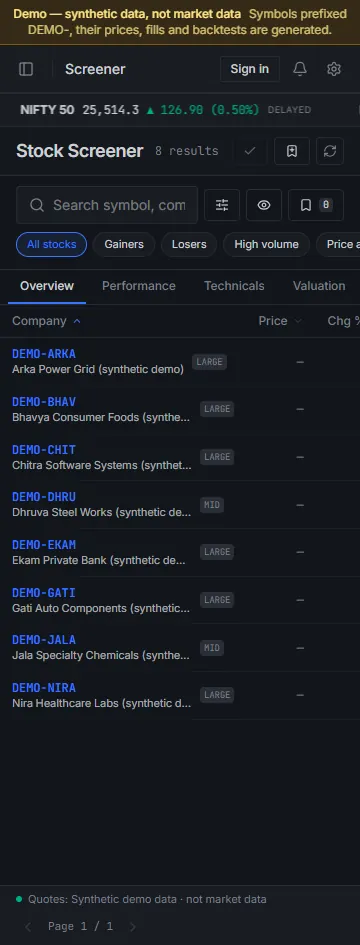 Demo — synthetic data, not market data Symbols prefixed
DEMO-, their prices, fills and backtests are generated.
Screener
Sign in
NIFTY 50 25,514.3 ▲ 126.90 (0.50%) DELAYED
Stock Screener 8 results
Search symbol, com
0
All stocks Gainers Losers High volume Price a
Overview Performance Technicals Valuation
Company Price Chg %
DEMO-ARKA
Arka Power Grid (synthetic demo) LARGE —
DEMO-BHAV
Bhavya Consumer Foods (synthe... LARGE —
DEMO-CHIT
Chitra Software Systems (synthet... LARGE —
DEMO-DHRU
Dhruva Steel Works (synthetic de... MID —
DEMO-EKAM
Ekam Private Bank (synthetic de... LARGE —
DEMO-GATI
Gati Auto Components (synthetic... LARGE —
DEMO-JALA
Jala Specialty Chemicals (synthe... MID —
DEMO-NIRA
Nira Healthcare Labs (synthetic d... LARGE —
Quotes: Synthetic demo data · not market data
Page 1 / 1